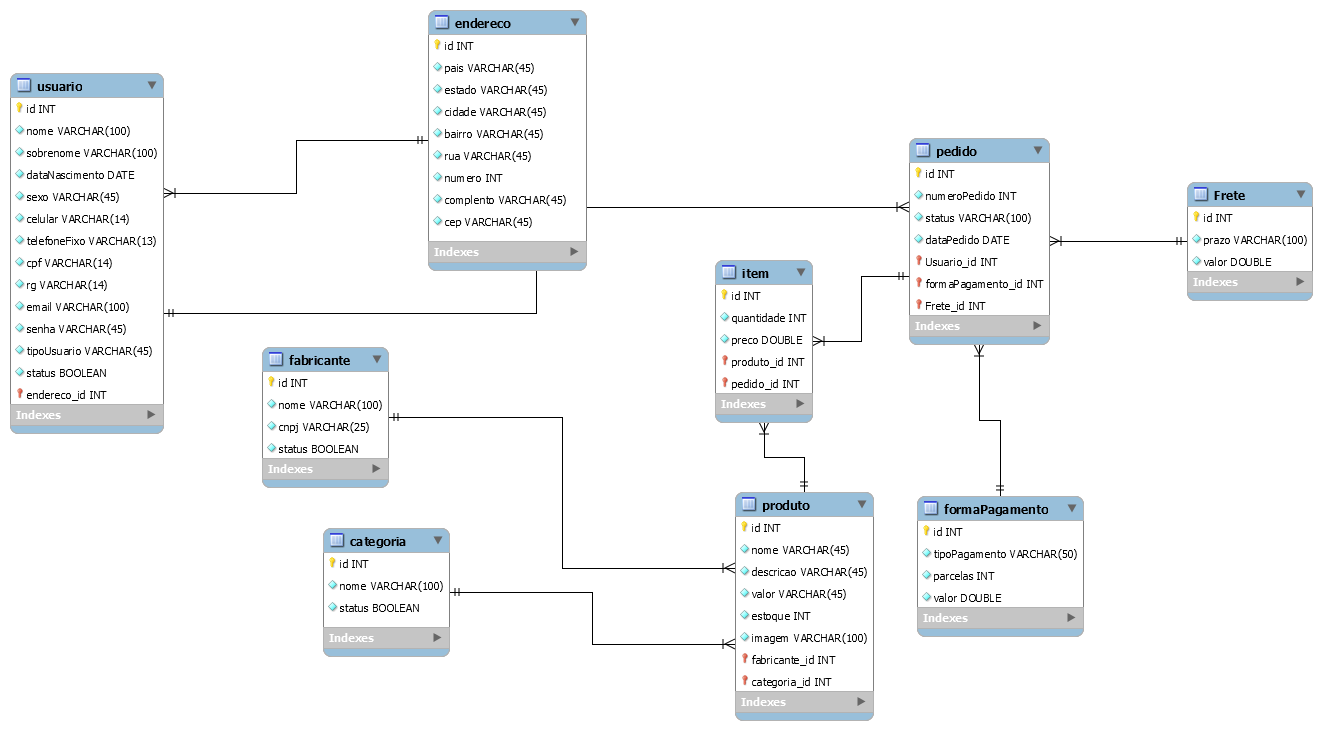 usuario
id INT
nome VARCHAR(100)
sobrenome VARCHAR(100)
dataNascimento DATE
sexo VARCHAR(45)
celular VARCHAR(14)
telefoneFixo VARCHAR(13)
cpf VARCHAR(14)
rg VARCHAR(14)
email VARCHAR(100)
senha VARCHAR(45)
tipoUsuario VARCHAR(45)
status BOOLEAN
endereco_id INT
Indexes
endereco
id INT
pais VARCHAR(45)
estado VARCHAR(45)
cidade VARCHAR(45)
bairro VARCHAR(45)
rua VARCHAR(45)
numero INT
complento VARCHAR(45)
cep VARCHAR(45)
Indexes
fabricante
id INT
nome VARCHAR(100)
cnpj VARCHAR(25)
status BOOLEAN
Indexes
categoria
id INT
nome VARCHAR(100)
status BOOLEAN
Indexes
item
id INT
quantidade INT
preco DOUBLE
produto_id INT
pedido_id INT
Indexes
produto
id INT
nome VARCHAR(45)
descricao VARCHAR(45)
valor VARCHAR(45)
estoque INT
imagem VARCHAR(100)
fabricante_id INT
categoria_id INT
Indexes
pedido
id INT
numeroPedido INT
status VARCHAR(100)
dataPedido DATE
Usuario_id INT
formaPagamento_id INT
Frete_id INT
Indexes
formaPagamento
id INT
tipoPagamento VARCHAR(50)
parcelas INT
valor DOUBLE
Indexes
Frete
id INT
prazo VARCHAR(100)
valor DOUBLE
Indexes